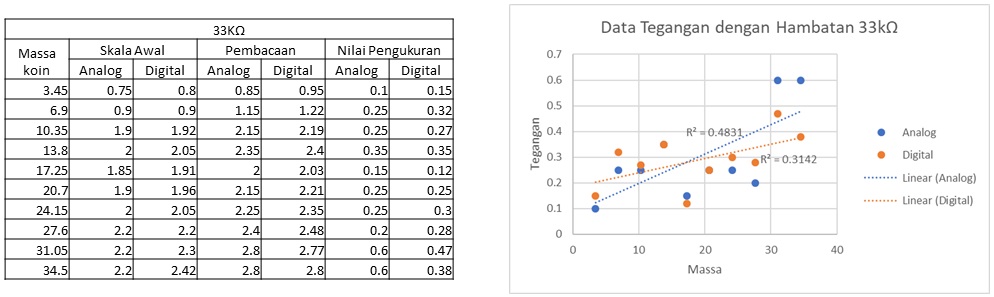 33KΩ
Massa koin Skala Awal Pembacaan Nilai Pengukuran
Analog Digital Analog Digital Analog Digital
3.45 0.75 0.8 0.85 0.95 0.1 0.15
6.9 0.9 0.9 1.15 1.22 0.25 0.32
10.35 1.9 1.92 2.15 2.19 0.25 0.27
13.8 2 2.05 2.35 2.4 0.35 0.35
17.25 1.85 1.91 2 2.03 0.15 0.12
20.7 1.9 1.96 2.15 2.21 0.25 0.25
24.15 2 2.05 2.25 2.35 0.25 0.3
27.6 2.2 2.2 2.4 2.48 0.2 0.28
31.05 2.2 2.3 2.8 2.77 0.6 0.47
34.5 2.2 2.42 2.8 2.8 0.6 0.38
Data Tegangan dengan Hambatan 33kΩ
Tegangan
0.7
0.6
0.5
0.4
0.3
0.2
0.1
0
R² = 0.4831
R² = 0.3142
0 10 20 30 40
Massa
Analog
Digital
Linear (Analog)
Linear (Digital)